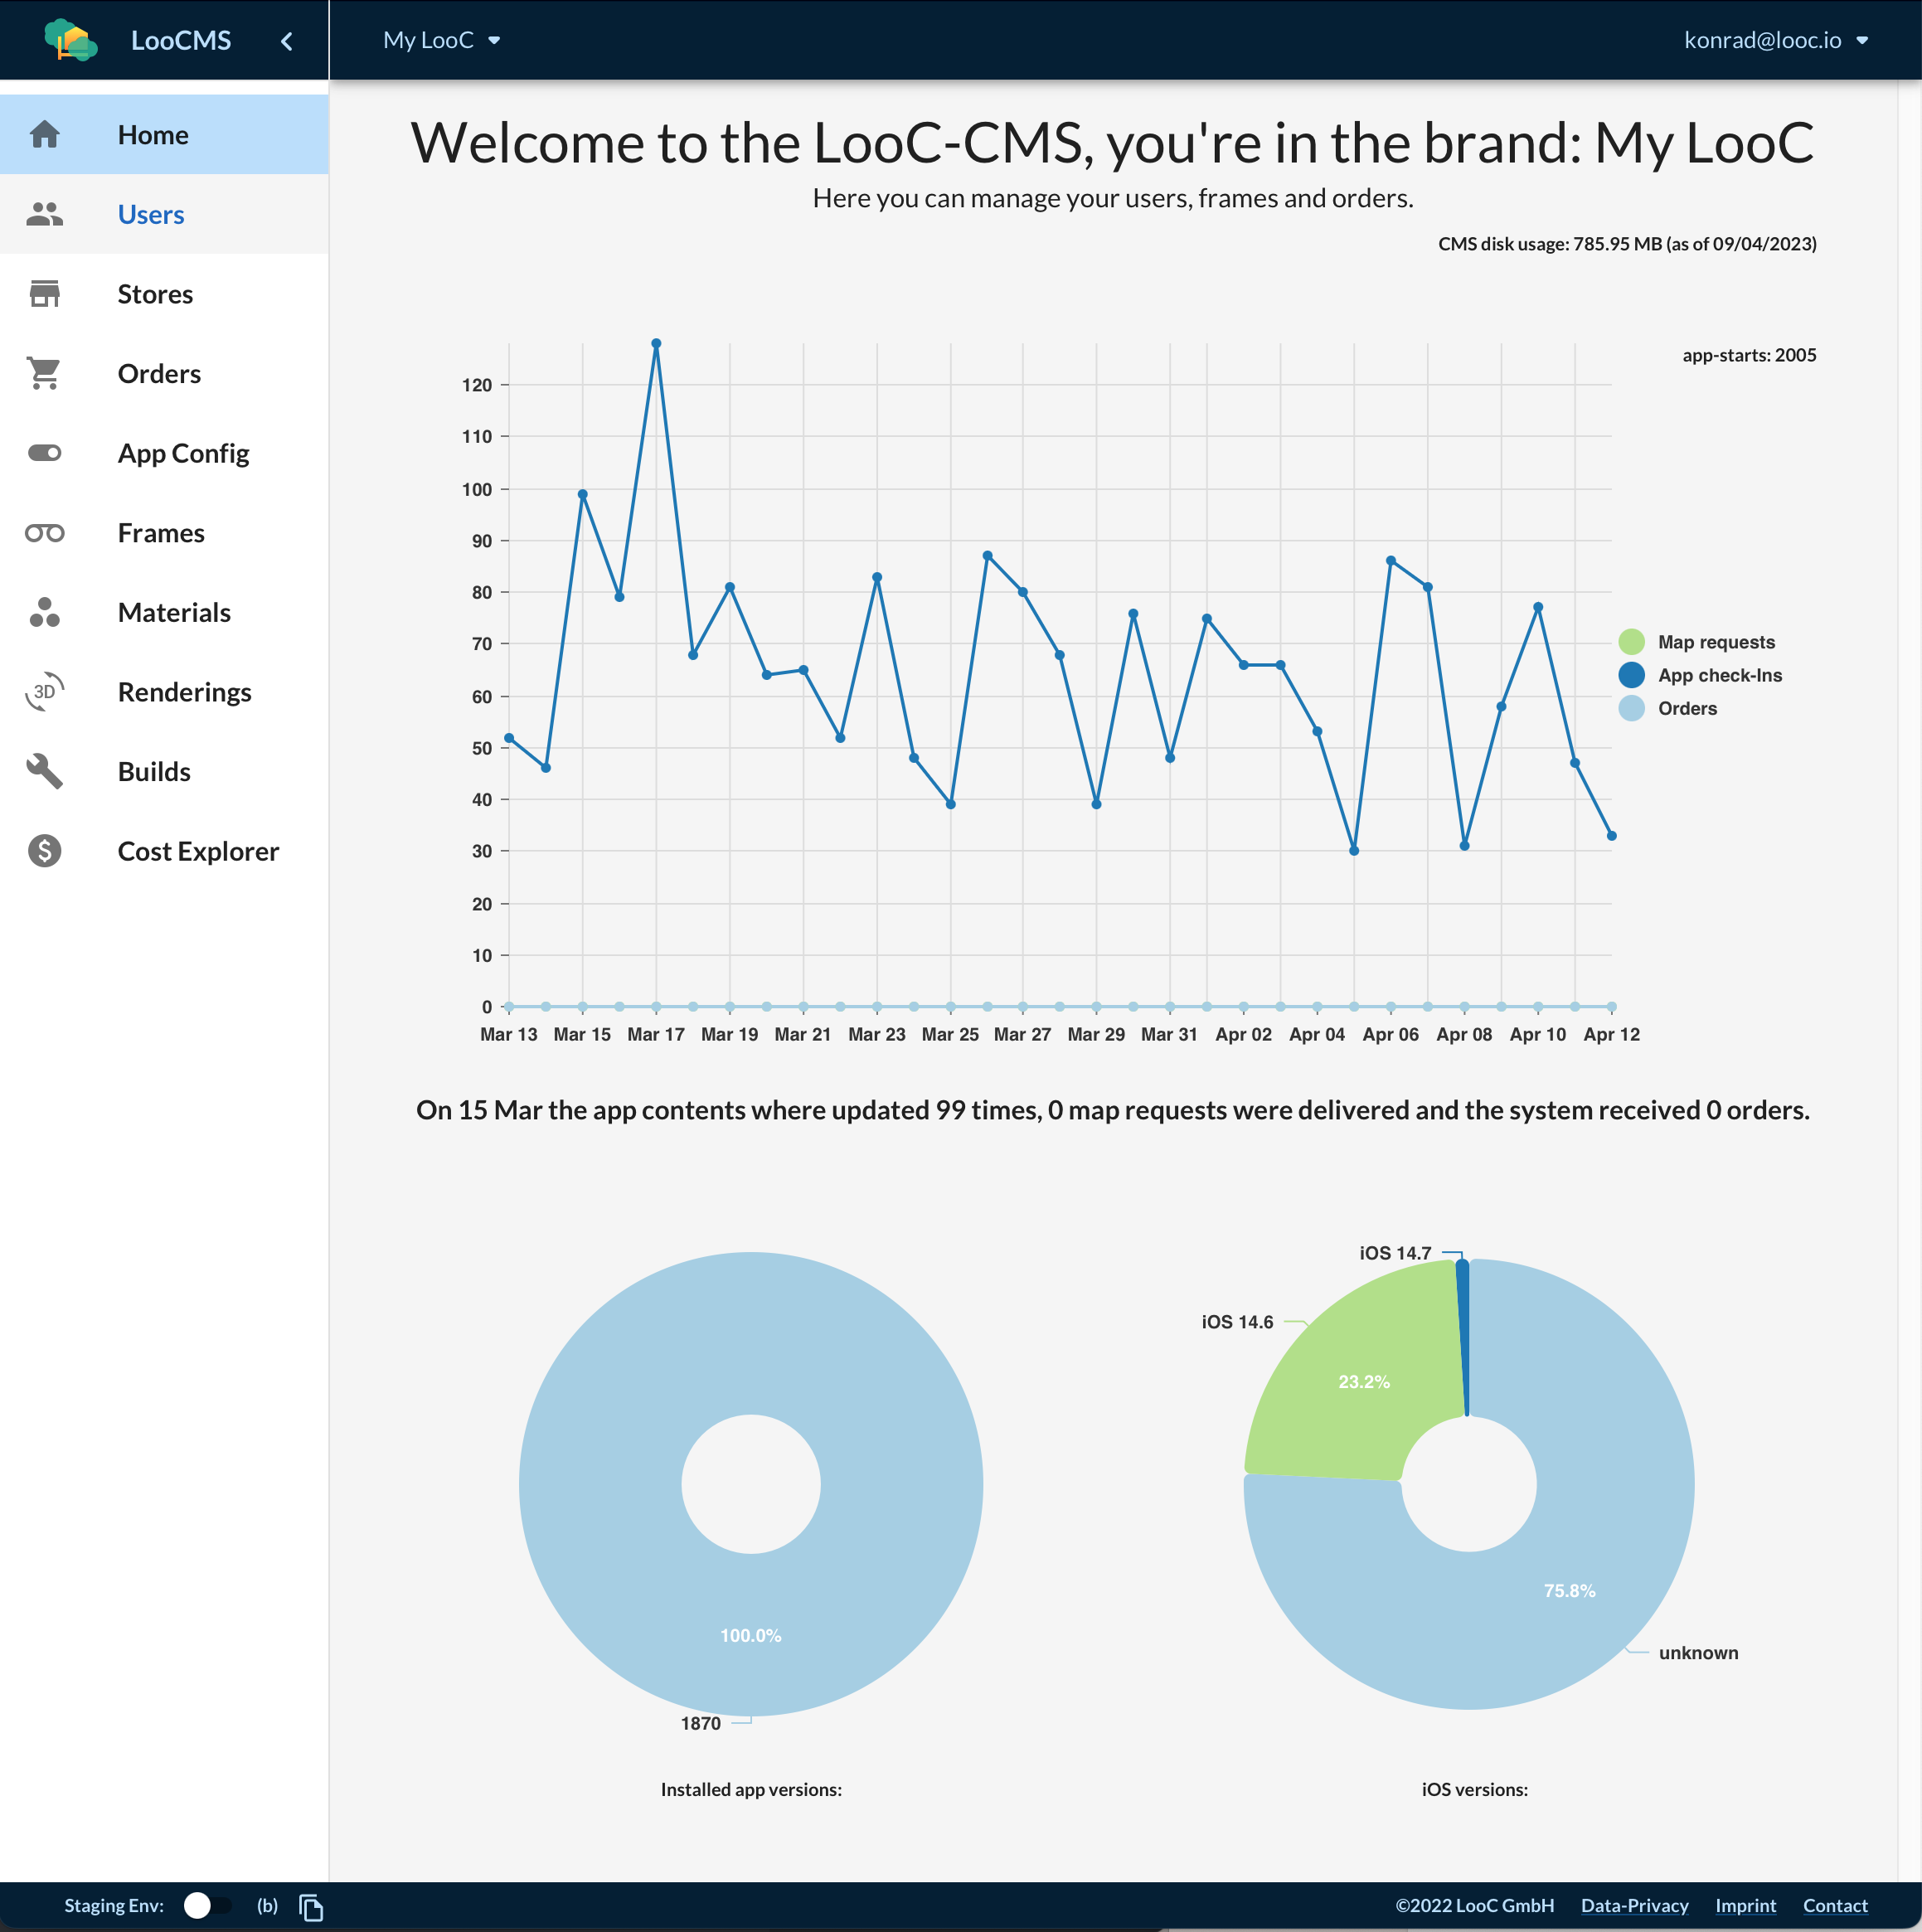 LooCMS
My LooC
konrad@looc.io
Home
Users
Stores
Orders
App Config
Frames
Materials
3D
Renderings
Builds
$
Cost Explorer
Welcome to the LooC-CMS, you're in the brand: My LooC
Here you can manage your users, frames and orders.
CMS disk usage: 785.95 MB (as of 09/04/2023)
app-starts: 2005
120
110
100
90
80
70
60
50
40
30
20
10
0
Mar 13 Mar 15 Mar 17 Mar 19 Mar 21 Mar 23 Mar 25 Mar 27 Mar 29 Mar 31 Apr 02 Apr 04 Apr 06 Apr 08 Apr 10 Apr 12
Map requests
App check-Ins
Orders
On 15 Mar the app contents where updated 99 times, 0 map requests were delivered and the system received 0 orders.
100.0%
1870
Installed app versions:
iOS 14.7
iOS 14.6
23.2%
75.8%
unknown
iOS versions:
Staging Env: (b)
©2022 LooC GmbH Data-Privacy Imprint Contact